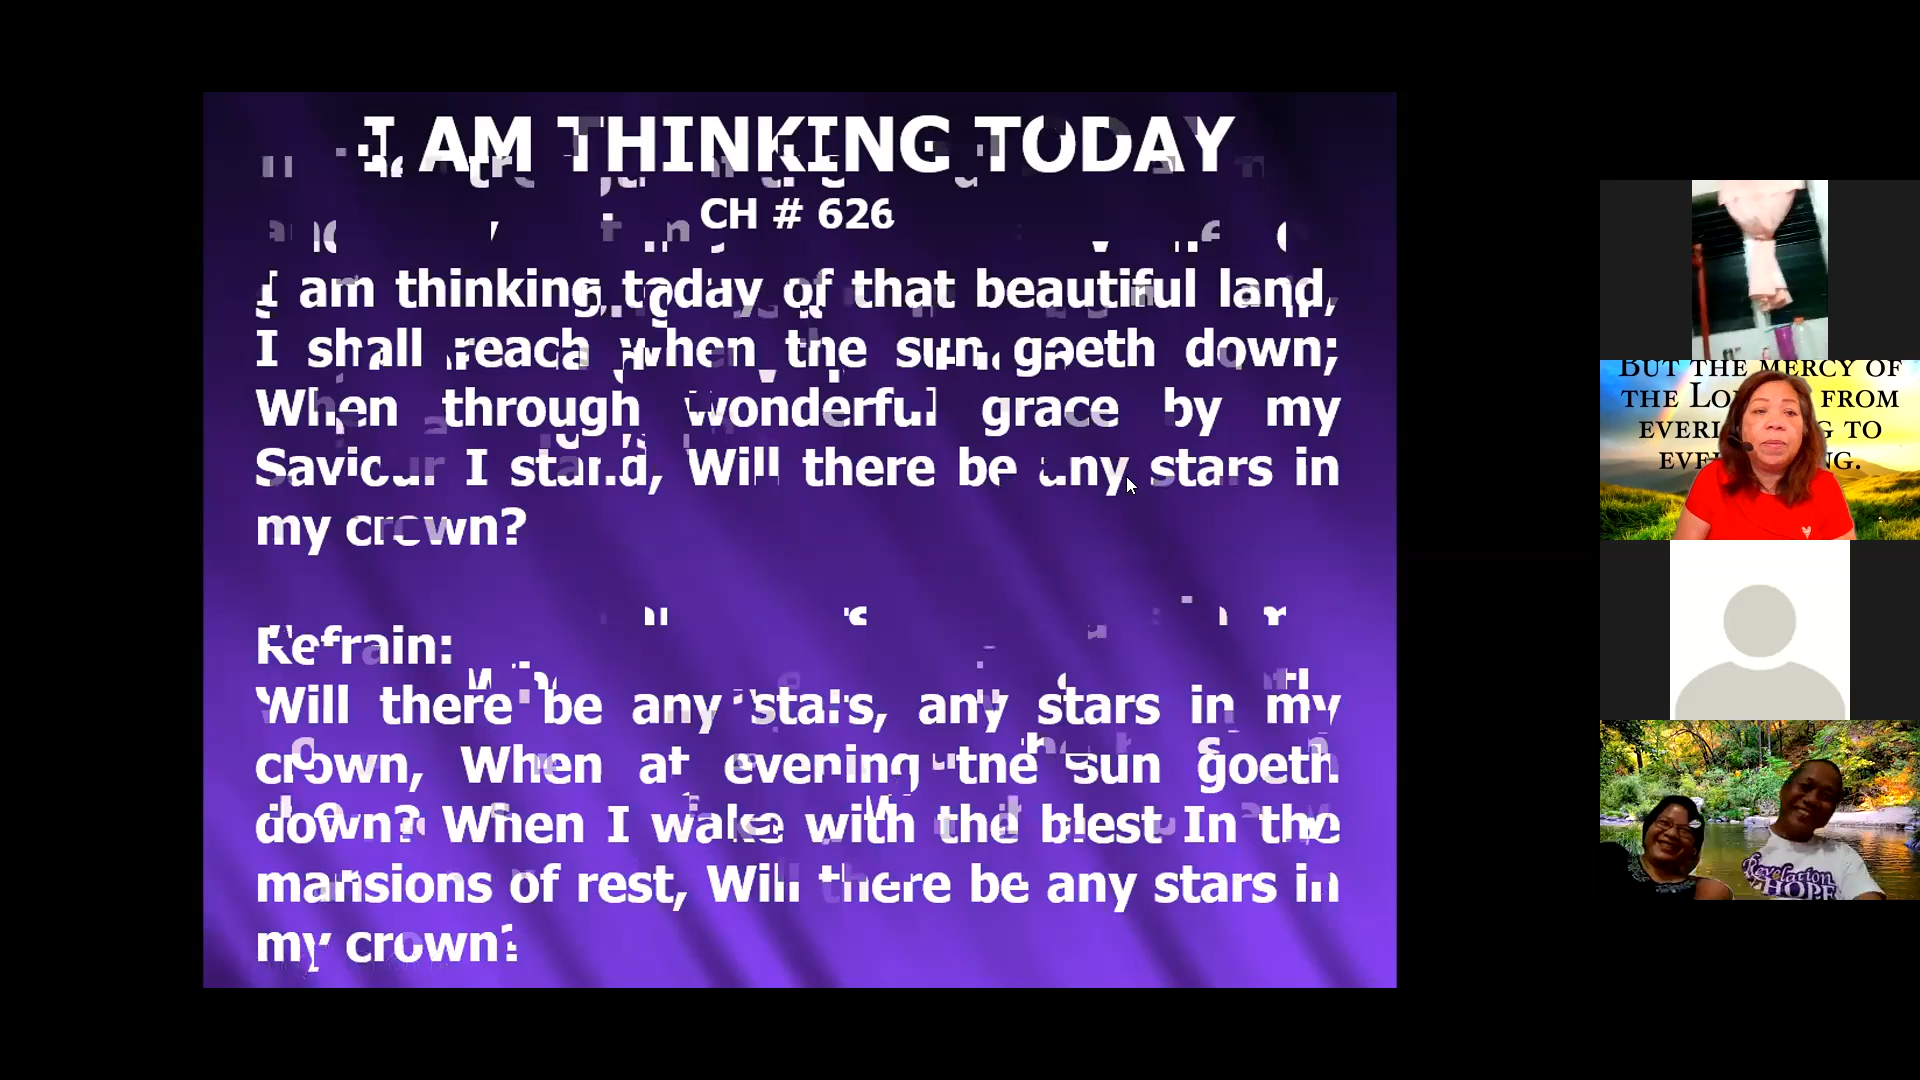 I AM THINKING TODAY
CH # 626
I am thinking today of that beautiful land,
I shall reach when the sun goeth down;
When through wonderful grace by my
Saviour I stand, Will there be any stars in
my crown?
Refrain:
Will there be any stars, any stars in my
crown, When at evening the sun goeth
down? When I wake with the blest In the
mansions of rest, Will there be any stars in
my crown?
BUT THE MERCY OF
THE FROM
TO
Revelation
HOPE